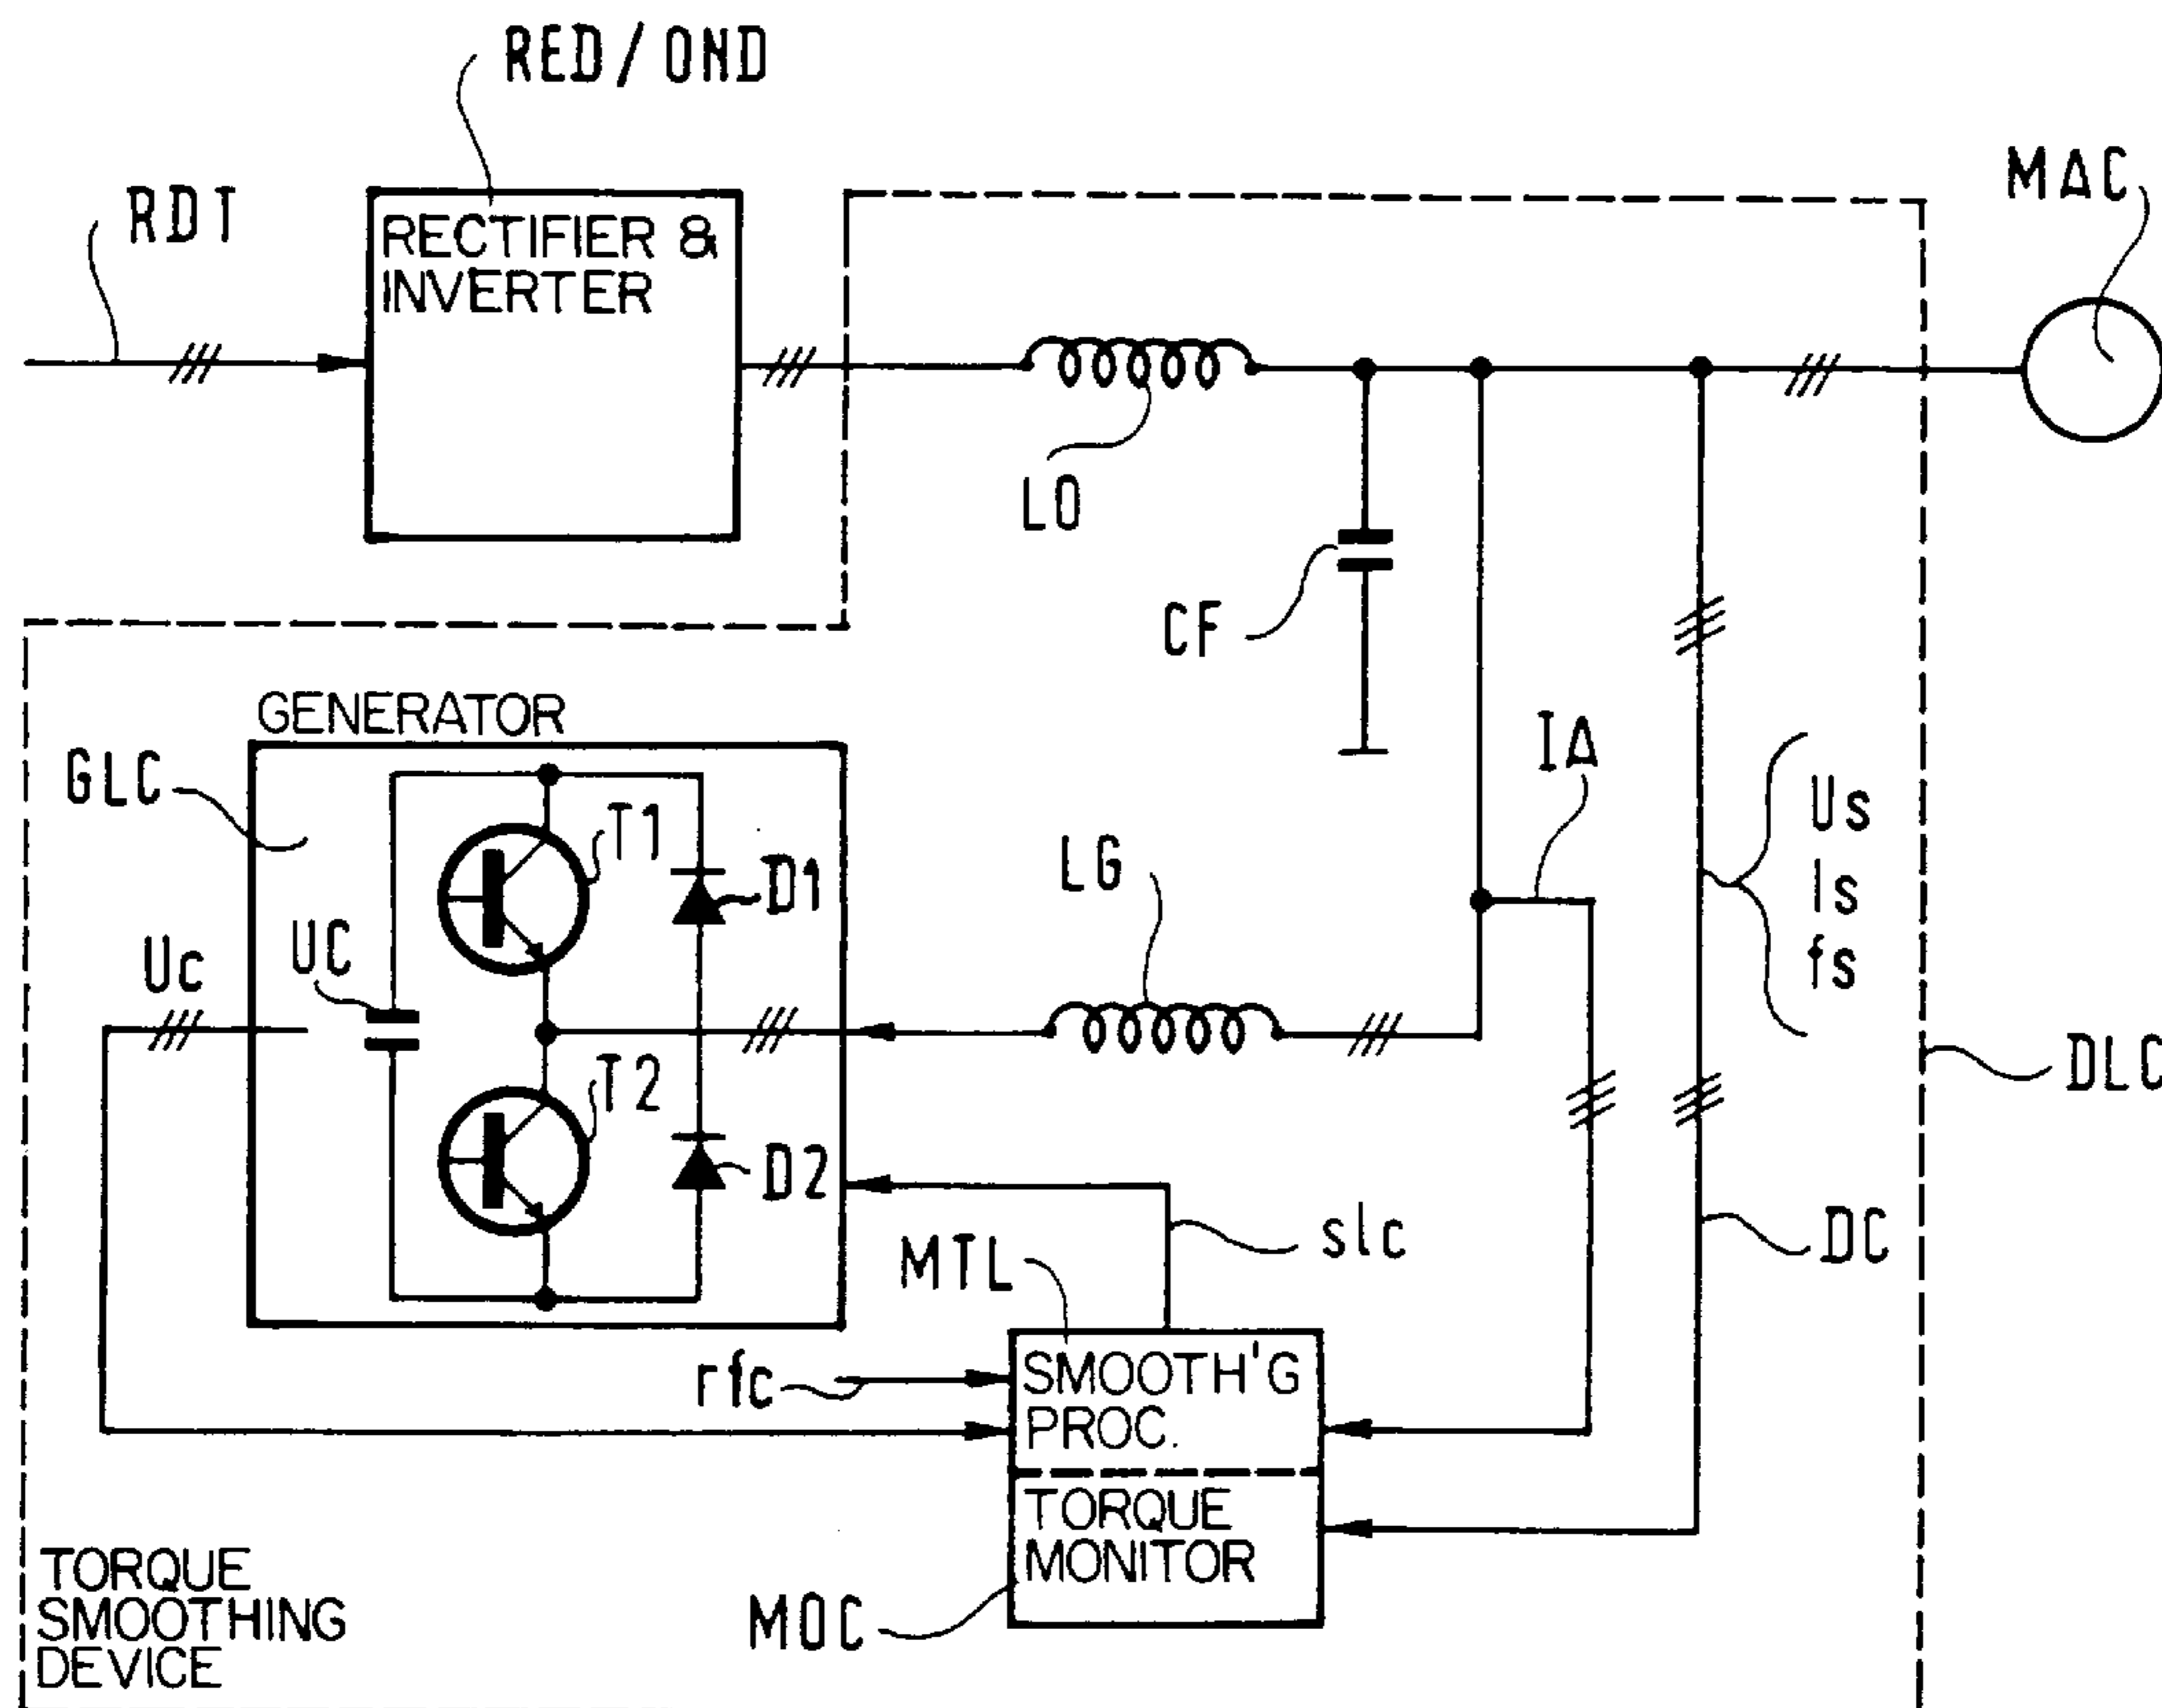 RED/OND
MAC
RDT
RECTIFIER &
INVERTER
LO
CF
GENERATOR
IA
GLC
T1
Us
Is
fs
D1
LG
Uc
UC
T2
DLC
D2
slc
DC
MTL
rfc
SMOOTH'G
PROC.
TORQUE
MONITOR
MOC
TORQUE
SMOOTHING
DEVICE